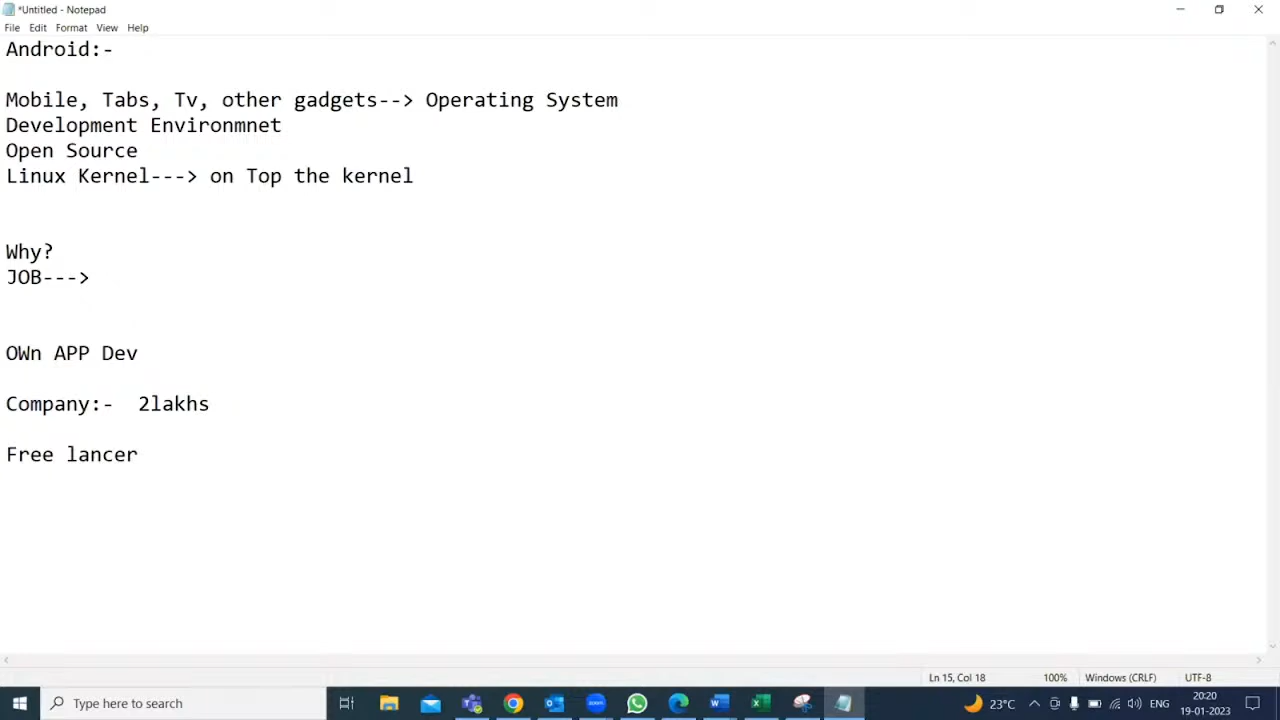 *Untitled - Notepad
File Edit Format View Help
Android:-
Mobile, Tabs, Tv, other gadgets--> Operating System
Development Environmnet
Open Source
Linux Kernel---> on Top the kernel
Why?
JOB--->
OWn APP Dev
Company:-  2lakhs
Free lancer
Ln 15, Col 18 100% Windows (CRLF) UTF-8
Type here to search
23°C ENG
20:20
19-01-2023